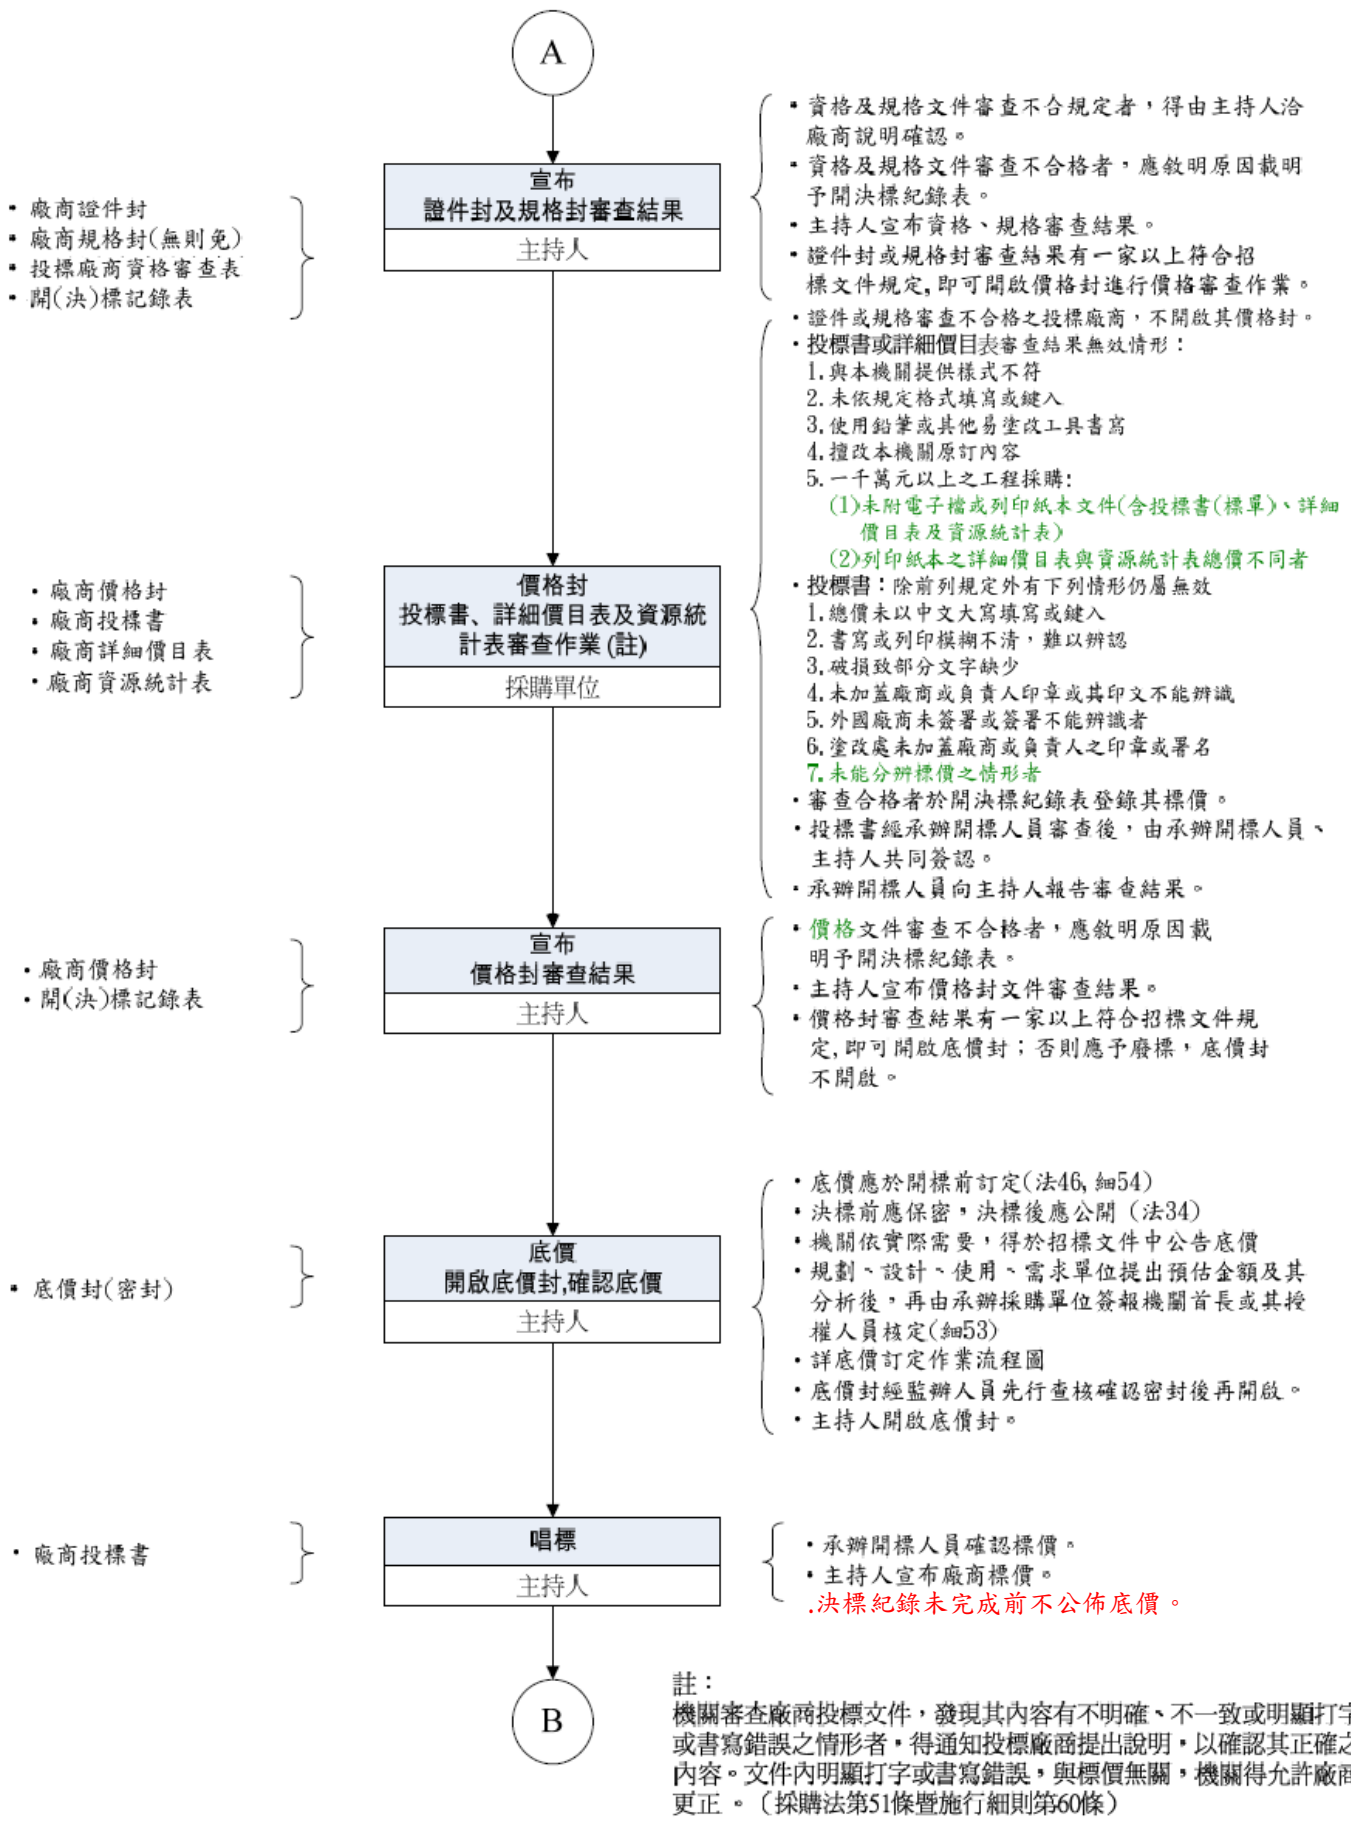 A
宣布
證件封及規格封審查結果
主持人
• 廠商證件封
• 廠商規格封(無則免)
• 投標廠商資格審查表
• 開(決)標記錄表
• 資格及規格文件審查不合規定者，得由主持人洽
廠商說明確認。
• 資格及規格文件審查不合格者，應敘明原因載明
予開決標紀錄表。
• 主持人宣布資格、規格審查結果。
• 證件封或規格封審查結果有一家以上符合招
標文件規定,即可開啟價格封進行價格審查作業。
• 證件或規格審查不合格之投標廠商，不開啟其價格封。
• 投標書或詳細價目表審查結果無效情形：
1.與本機關提供樣式不符
2.未依規定格式填寫或鍵入
3.使用鉛筆或其他易塗改工具書寫
4.擅改本機關原訂內容
5.一千萬元以上之工程採購:
(1)未附電子檔或列印紙本文件(含投標書(標單)、詳細
價目表及資源統計表)
(2)列印紙本之詳細價目表與資源統計表總價不同者
• 投標書：除前列規定外有下列情形仍屬無效
1.總價未以中文大寫填寫或鍵入
2.書寫或列印模糊不清，難以辨認
3.破損致部分文字缺少
4.未加蓋廠商或負責人印章或其印文不能辨識
5.外國廠商未簽署或簽署不能辨識者
6.塗改處未加蓋廠商或負責人之印章或署名
7.未能分辨標價之情形者
• 審查合格者於開決標紀錄表登錄其標價。
• 投標書經承辦開標人員審查後，由承辦開標人員、
主持人共同簽認。
• 承辦開標人員向主持人報告審查結果。
價格封
投標書、詳細價目表及資源統
計表審查作業(註)
採購單位
• 廠商價格封
• 廠商投標書
• 廠商詳細價目表
• 廠商資源統計表
宣布
價格封審查結果
主持人
• 廠商價格封
• 開(決)標記錄表
• 價格文件審查不合格者，應敘明原因載
明予開決標紀錄表。
• 主持人宣布價格封文件審查結果。
• 價格封審查結果有一家以上符合招標文件規
定,即可開啟底價封；否則應予廢標，底價封
不開啟。
底價
開啟底價封,確認底價
主持人
• 底價封(密封)
• 底價應於開標前訂定(法46,細54)
• 決標前應保密，決標後應公開（法34)
• 機關依實際需要，得於招標文件中公告底價
• 規劃、設計、使用、需求單位提出預估金額及其
分析後，再由承辦採購單位簽報機關首長或其授
權人員核定(細53)
• 詳底價訂定作業流程圖
• 底價封經監辦人員先行查核確認密封後再開啟。
• 主持人開啟底價封。
唱標
主持人
• 廠商投標書
• 承辦開標人員確認標價。
• 主持人宣布廠商標價。
.決標紀錄未完成前不公佈底價。
B
註：
機關審查廠商投標文件，發現其內容有不明確、不一致或明顯打字
或書寫錯誤之情形者，得通知投標廠商提出說明，以確認其正確之
內容。文件內明顯打字或書寫錯誤，與標價無關，機關得允許廠商
更正。（採購法第51條暨施行細則第60條）